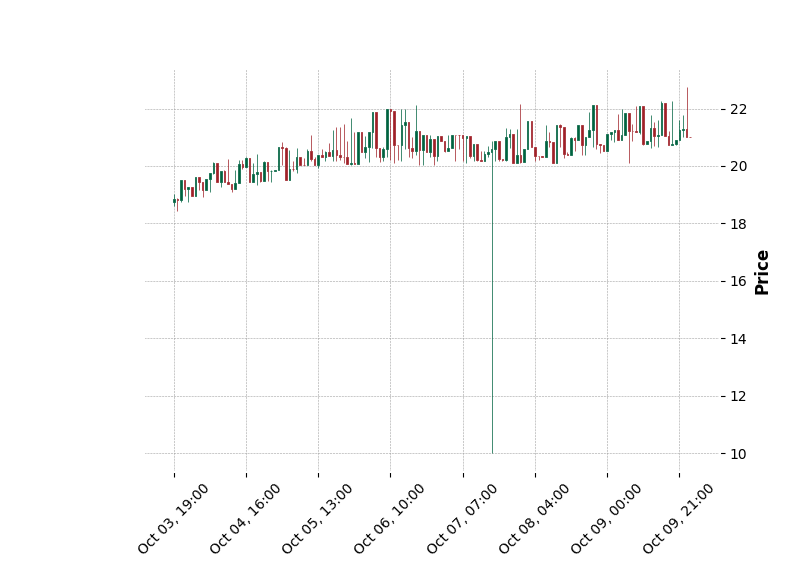 22
20
18
16
14
12
10
Price
Oct 03, 19:00
Oct 04, 16:00
Oct 05, 13:00
Oct 06, 10:00
Oct 07, 07:00
Oct 08, 04:00
Oct 09, 00:00
Oct 09, 21:00